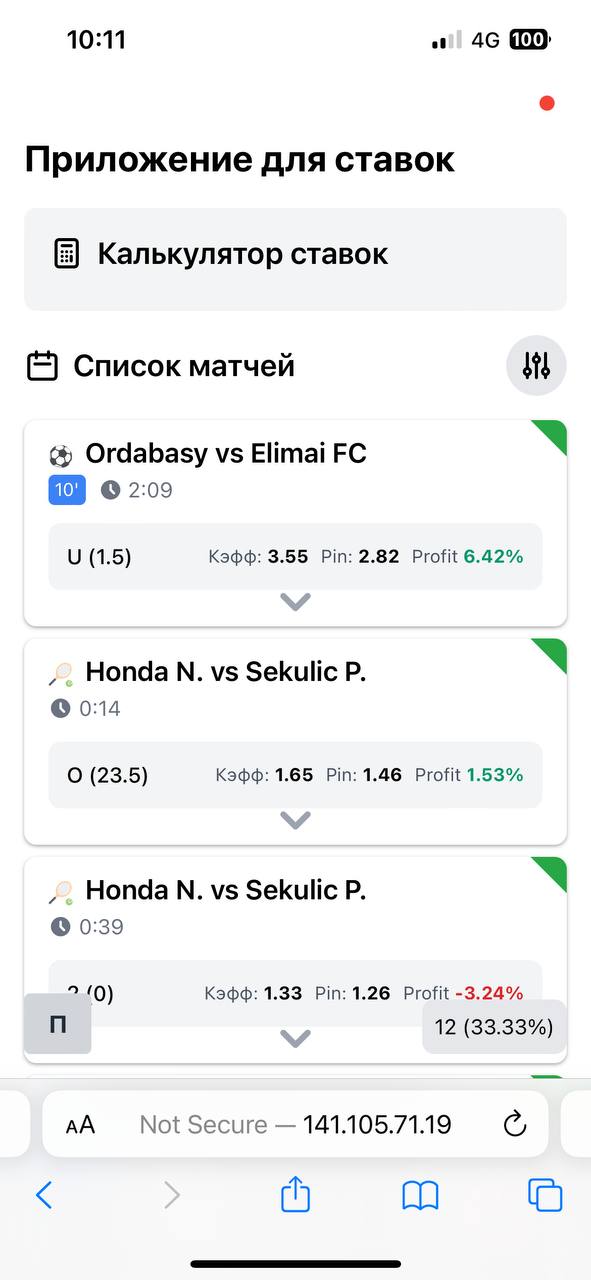 10:11 4G 100
Приложение для ставок
Калькулятор ставок
Список матчей
Ordabasy vs Elimai FC
10' 2:09
U (1.5) Кэфф: 3.55 Pin: 2.82 Profit 6.42%
Honda N. vs Sekulic P.
0:14
O (23.5) Кэфф: 1.65 Pin: 1.46 Profit 1.53%
Honda N. vs Sekulic P.
0:39
2 (0) Кэфф: 1.33 Pin: 1.26 Profit -3.24%
П 12 (33.33%)
AA Not Secure — 141.105.71.19